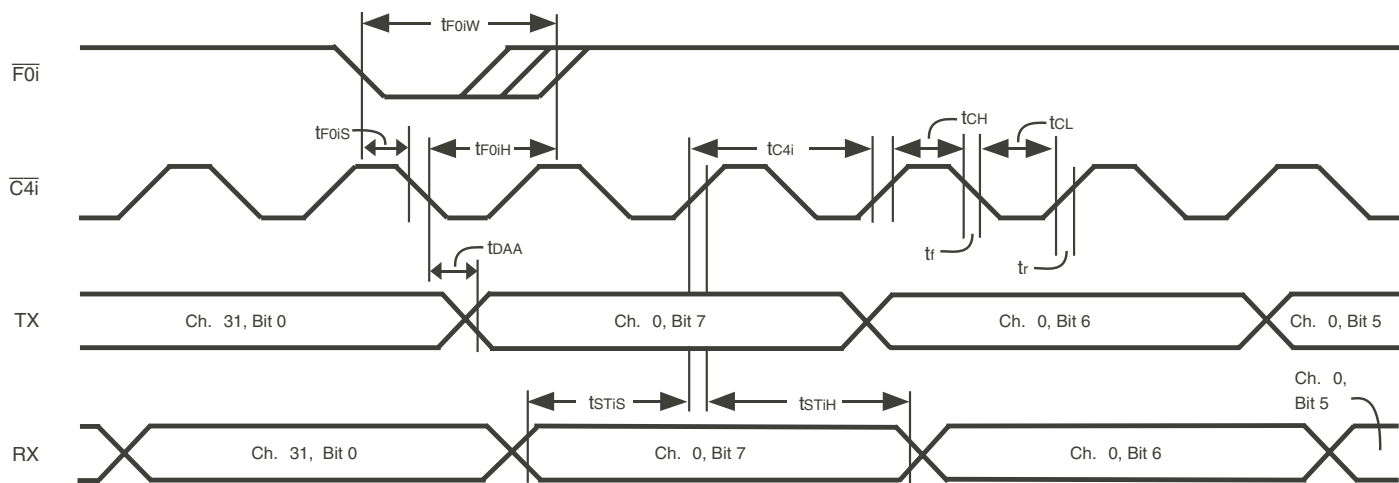 tF0iW
F0i
tF0iS
tF0iH
tC4i
tCH
tCL
C4i
tDAA
tf
tr
TX
Ch. 31, Bit 0
Ch. 0, Bit 7
Ch. 0, Bit 6
Ch. 0, Bit 5
tSTiS
tSTiH
Ch. 0,
Bit 5
RX
Ch. 31, Bit 0
Ch. 0, Bit 7
Ch. 0, Bit 6